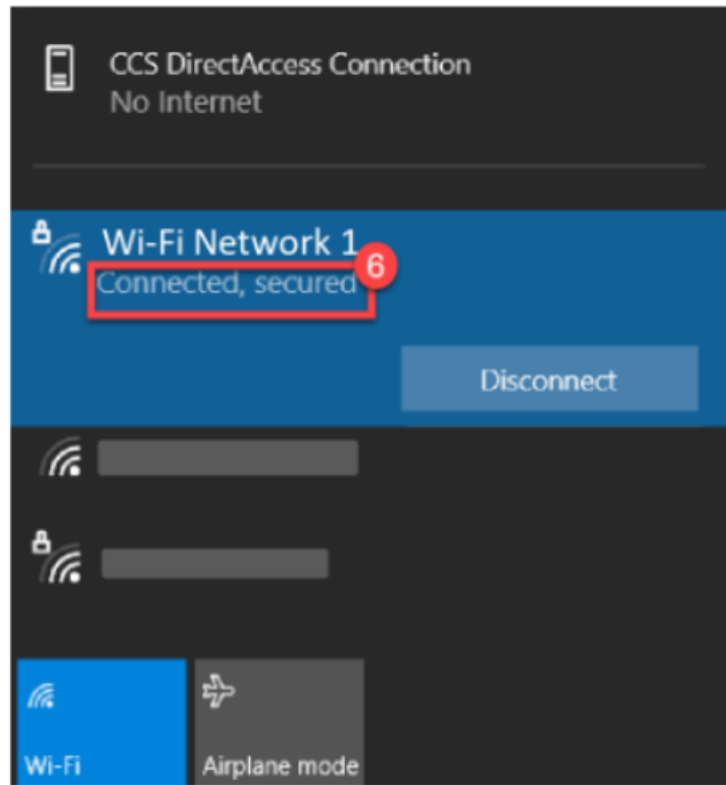 CCS DirectAccess Connection
No Internet
Wi-Fi Network 1
6
Connected, secured
Disconnect
Wi-Fi
Airplane mode